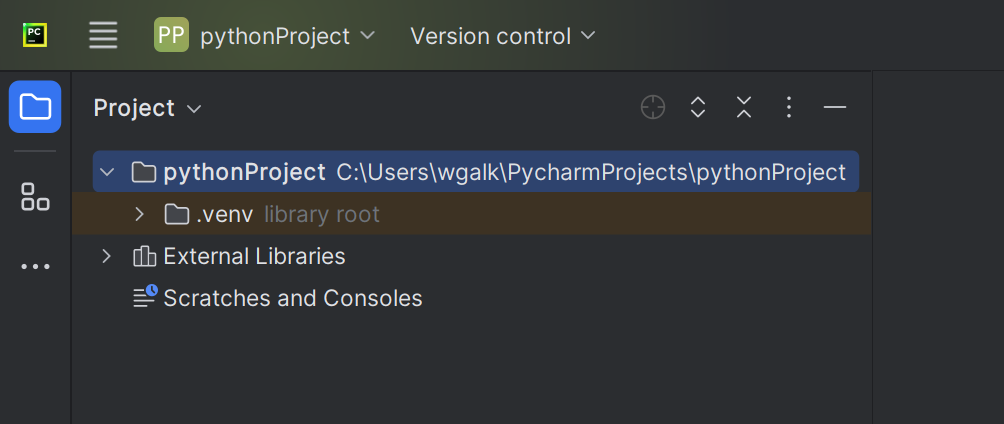 PC
PP pythonProject Version control
Project
pythonProject C:\Users\wgalk\PycharmProjects\pythonProject
.venv library root
External Libraries
Scratches and Consoles